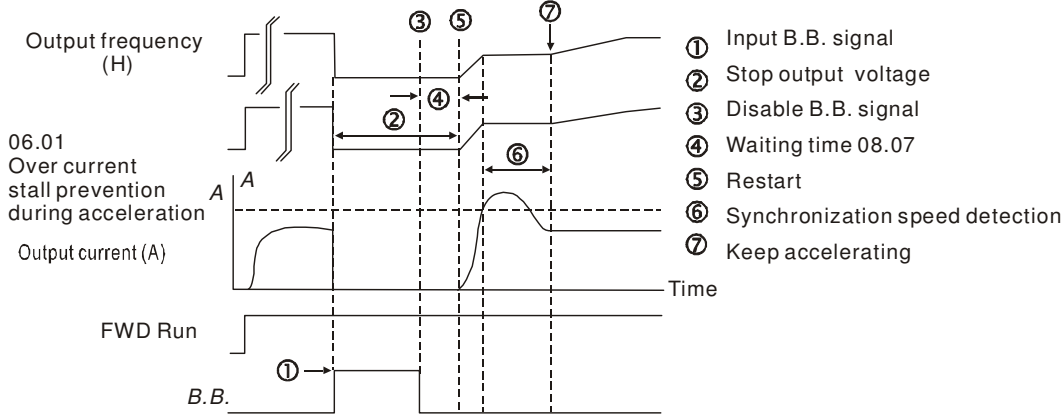 Output frequency
(H)
③
⑤
⑦
④
②
⑥
06.01
Over current
stall prevention
during acceleration
A
A
Output current (A)
Time
FWD Run
①
B.B.
① Input B.B. signal
② Stop output voltage
③ Disable B.B. signal
④ Waiting time 08.07
⑤ Restart
⑥ Synchronization speed detection
⑦ Keep accelerating